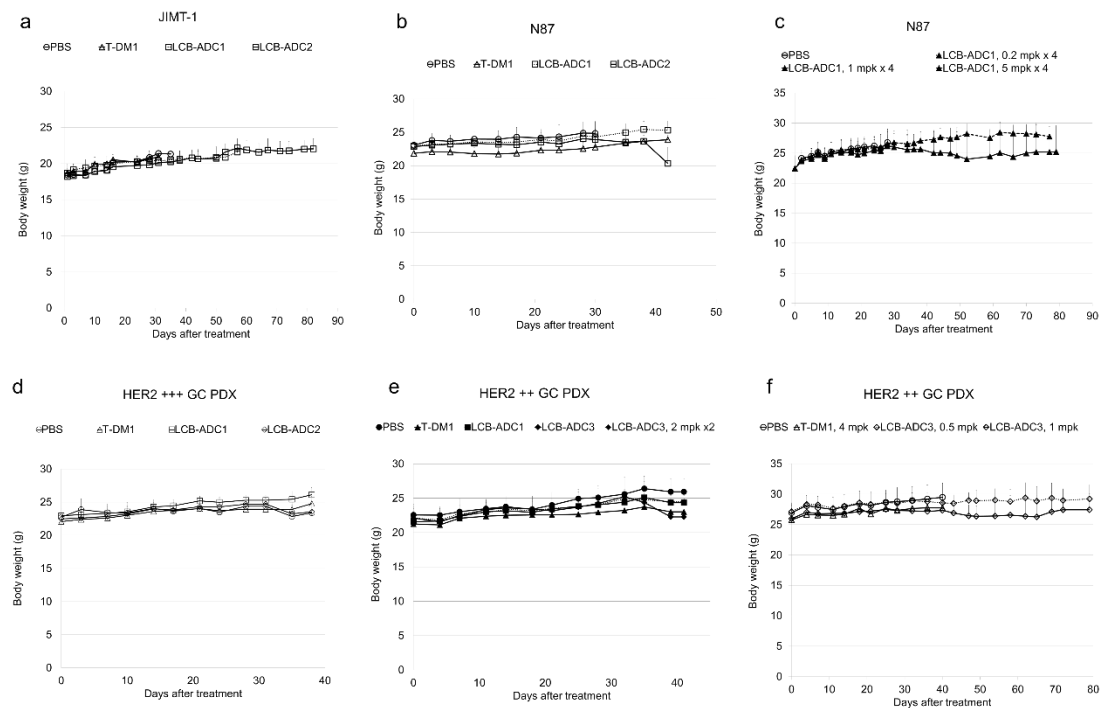 a
JIMT-1
PBS T-DM1 LCB-ADC1 LCB-ADC2
Body weight (g)
30
25
20
15
10
5
0
0 10 20 30 40 50 60 70 80 90
Days after treatment
b
N87
PBS T-DM1 LCB-ADC1 LCB-ADC2
Body weight (g)
30
25
20
15
10
5
0
0 10 20 30 40 50
Days after treatment
c
N87
PBS LCB-ADC1, 0.2 mpk x 4
LCB-ADC1, 1 mpk x 4 LCB-ADC1, 5 mpk x 4
Body weight (g)
35
30
25
20
15
10
5
0
0 10 20 30 40 50 60 70 80 90
Days after treatment
d
HER2 +++ GC PDX
PBS T-DM1 LCB-ADC1 LCB-ADC2
Body weight (g)
30
25
20
15
10
5
0
0 10 20 30 40
Days after treatment
e
HER2 ++ GC PDX
PBS T-DM1 LCB-ADC1 LCB-ADC3 LCB-ADC3, 2 mpk x2
Body weight (g)
30
25
20
15
10
5
0
0 10 20 30 40
Days after treatment
f
HER2 ++ GC PDX
PBS T-DM1, 4 mpk LCB-ADC3, 0.5 mpk LCB-ADC3, 1 mpk
Body weight (g)
35
30
25
20
15
10
5
0
0 10 20 30 40 50 60 70 80
Days after treatment